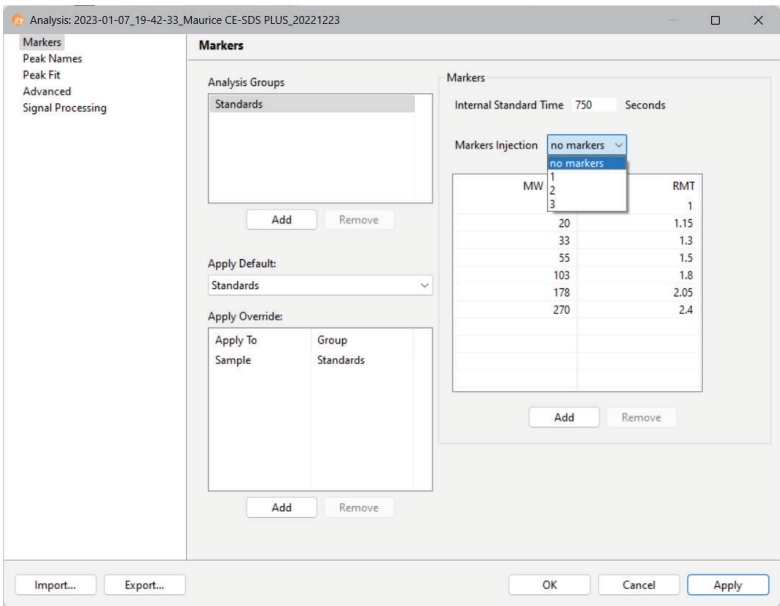 Analysis: 2023-01-07_19-42-33_Maurice CE-SDS PLUS_20221223
Markers
Peak Names
Peak Fit
Advanced
Signal Processing
Markers
Analysis Groups
Standards
Add Remove
Apply Default:
Standards
Apply Override:
Apply To Group
Sample Standards
Add Remove
Markers
Internal Standard Time 750 Seconds
Markers Injection no markers
no markers
1
2
3
MW RMT
1
20 1.15
33 1.3
55 1.5
103 1.8
178 2.05
270 2.4
Add Remove
Import... Export... OK Cancel Apply